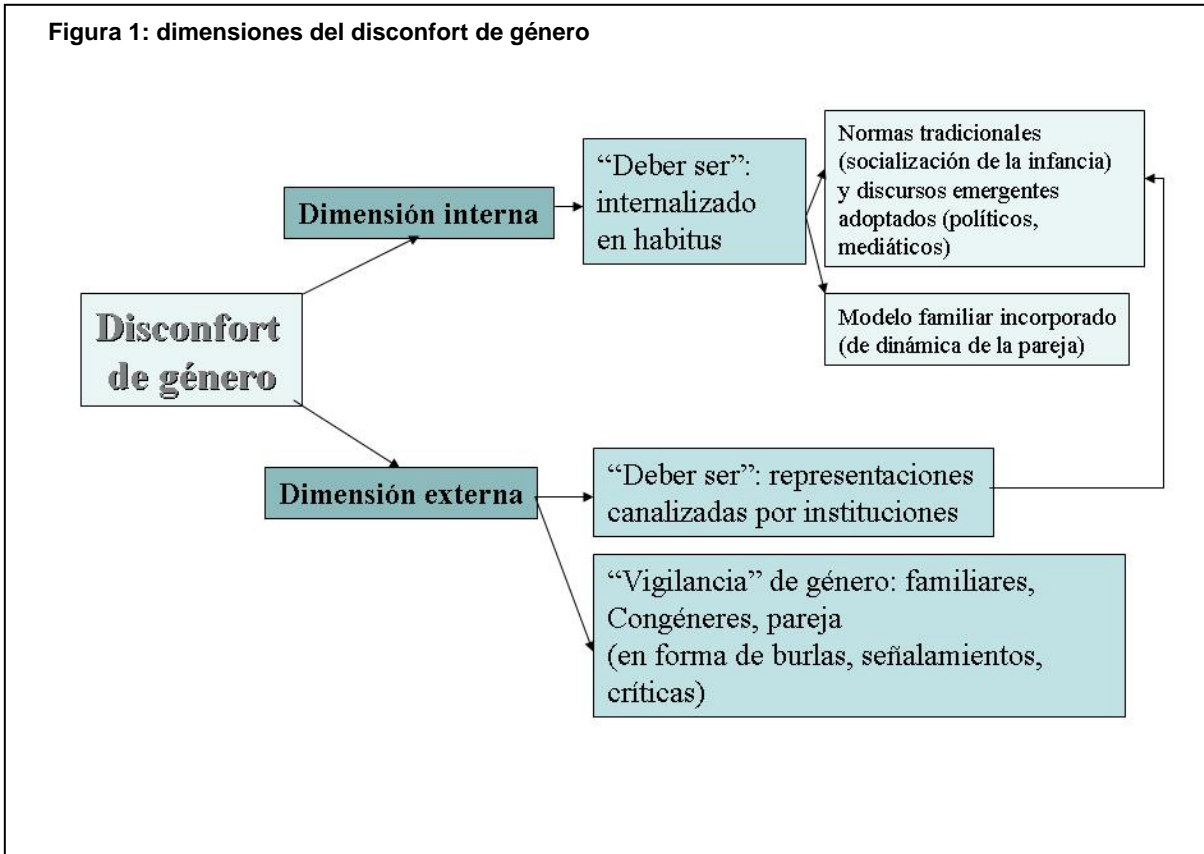 Figura 1: dimensiones del disconfort de género
Normas tradicionales
(socialización de la infancia)
y discursos emergentes
adoptados (políticos,
mediáticos)
“Deber ser”:
internalizado
en habitus
Dimensión interna
Modelo familiar incorporado
(de dinámica de la pareja)
Disconfort
de género
Dimensión externa
“Deber ser”: representaciones
canalizadas por instituciones
“Vigilancia” de género: familiares,
Congéneres, pareja
(en forma de burlas, señalamientos,
críticas)